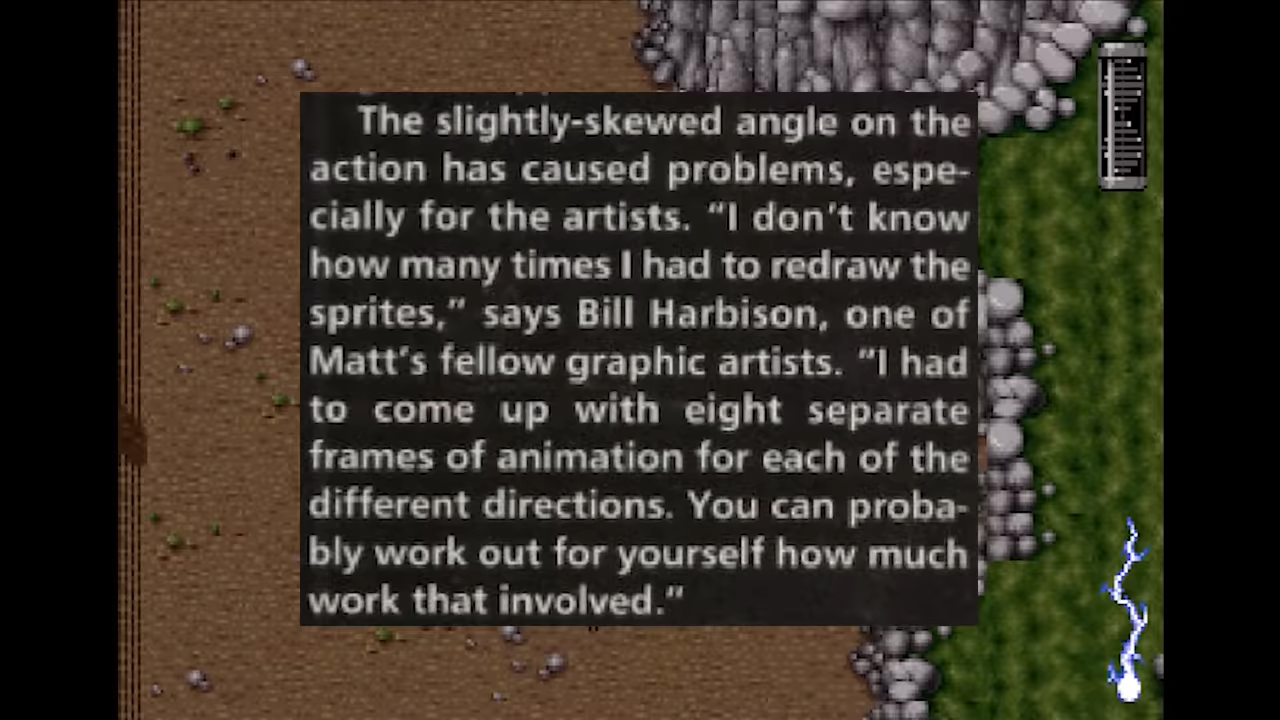 The slightly-skewed angle on the
action has caused problems, espe-
cially for the artists. “I don’t know
how many times I had to redraw the
sprites,” says Bill Harbison, one of
Matt’s fellow graphic artists. “I had
to come up with eight separate
frames of animation for each of the
different directions. You can proba-
bly work out for yourself how much
work that involved.”